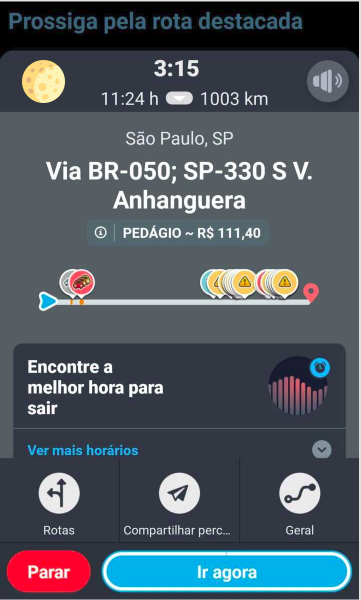 Prossiga pela rota destacada
3:15
11:24 h 1003 km
São Paulo, SP
Via BR-050; SP-330 S V.
Anhanguera
PEDÁGIO ~ R$ 111,40
Encontre a
melhor hora para
sair
Ver mais horários
Rotas Compartilhar perc... Geral
Parar Ir agora